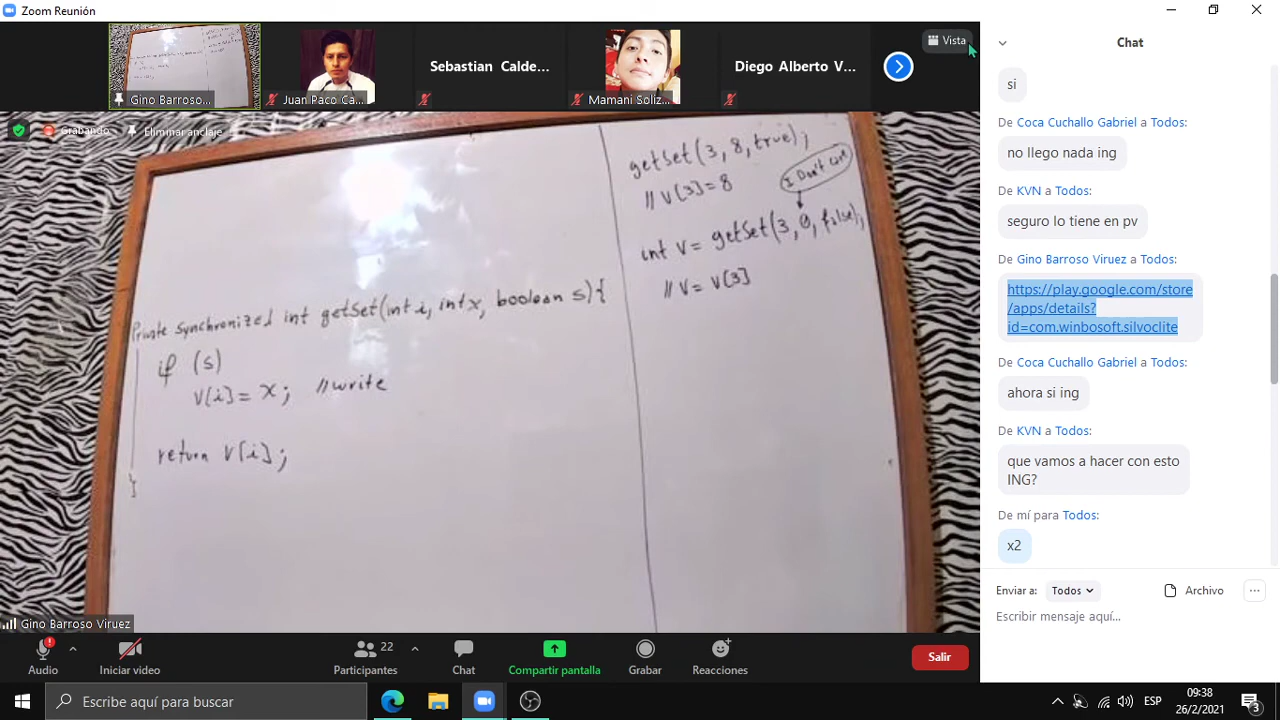 Zoom Reunión
Gino Barroso...
Juan Paco Ca...
Sebastian Calde...
Mamani Soliz...
Diego Alberto V...
Vista
Grabando
Eliminar anclaje
getSet(3, 8, true);
// V[3] = 8
I Don't care
int v = getSet(3, 0, false);
// v = v[3]
Private synchronized int getSet(int i, int x, boolean s){
if (s)
v[i] = x; //write
return v[i];
}
Gino Barroso Viruez
Chat
si
De Coca Cuchallo Gabriel a Todos:
no llego nada ing
De KVN a Todos:
seguro lo tiene en pv
De Gino Barroso Viruez a Todos:
https://play.google.com/store
/apps/details?
id=com.winbosoft.silvoclite
De Coca Cuchallo Gabriel a Todos:
ahora si ing
De KVN a Todos:
que vamos a hacer con esto
ING?
De mí para Todos:
x2
Enviar a: Todos
Archivo
Escribir mensaje aquí...
Audio
Iniciar video
Participantes
22
Chat
Compartir pantalla
Grabar
Reacciones
Salir
Escribe aquí para buscar
ESP
09:38
26/2/2021
3